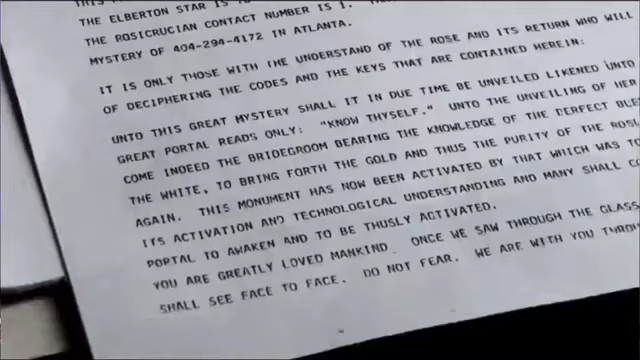 THE ELBERTON STAR IS
THE ROSICRUCIAN CONTACT NUMBER IS 1.
MYSTERY OF 404-294-4172 IN ATLANTA.
IT IS ONLY THOSE WITH THE UNDERSTAND OF THE ROSE AND ITS RETURN WHO WILL
OF DECIPHERING THE CODES AND THE KEYS THAT ARE CONTAINED HEREIN:
UNTO THIS GREAT MYSTERY SHALL IT IN DUE TIME BE UNVEILED LIKENED UNTO
GREAT PORTAL READS ONLY: "KNOW THYSELF." UNTO THE UNVEILING OF HER
COME INDEED THE BRIDEGROOM BEARING THE KNOWLEDGE OF THE PERFECT
THE WHITE, TO BRING FORTH THE GOLD AND THUS THE PURITY OF THE
AGAIN. THIS MONUMENT HAS NOW BEEN ACTIVATED BY THAT WHICH WAS TO
ITS ACTIVATION AND TECHNOLOGICAL UNDERSTANDING AND MANY SHALL
PORTAL TO AWAKEN AND TO BE THUSLY ACTIVATED.
YOU ARE GREATLY LOVED MANKIND. ONCE WE SAW THROUGH THE GLASS
SHALL SEE FACE TO FACE. DO NOT FEAR. WE ARE WITH YOU